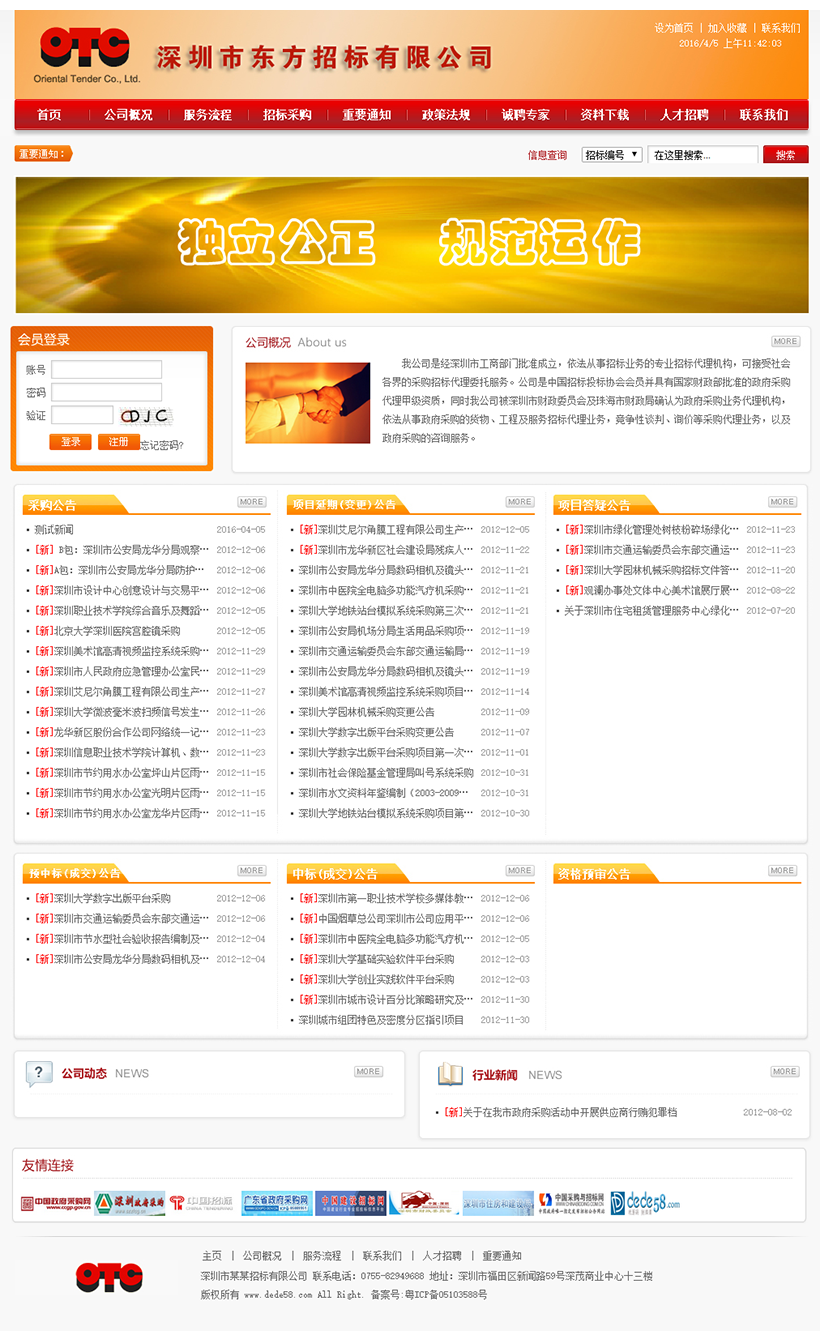 OTC
Oriental Tender Co., Ltd.
深圳市东方招标有限公司
设为首页 | 加入收藏 | 联系我们
2016/4/5 上午11:42:03
首页 公司概况 服务流程 招标采购 重要通知 政策法规 诚聘专家 资料下载 人才招聘 联系我们
重要通知：
信息查询 招标编号 ▼ 在这里搜索... 搜索
独立公正 规范运作
会员登录
账号
密码
验证 CDJC
登录 注册 忘记密码?
公司概况 About us MORE
我公司是经深圳市工商部门批准成立，依法从事招标业务的专业招标代理机构，可接受社会
各界的采购招标代理委托服务。公司是中国招标投标协会会员并具有国家财政部批准的政府采购
代理甲级资质，同时我公司被深圳市财政委员会及珠海市财政局确认为政府采购业务代理机构，
依法从事政府采购的货物、工程及服务招标代理业务，竞争性谈判、询价等采购代理业务，以及
政府采购的咨询服务。
采购公告 MORE
• 测试新闻 2016-04-05
• [新] B包：深圳市公安局龙华分局观察… 2012-12-06
• [新]A包：深圳市公安局龙华分局防护… 2012-12-06
• [新]深圳市设计中心创意设计与交易平… 2012-12-06
• [新]深圳职业技术学院综合音乐及舞蹈… 2012-12-05
• [新]北京大学深圳医院宫腔镜采购 2012-12-05
• [新]深圳美术馆高清视频监控系统采购… 2012-11-29
• [新]深圳市人民政府应急管理办公室民… 2012-11-29
• [新]深圳艾尼尔角膜工程有限公司生产… 2012-11-27
• [新]深圳大学微波毫米波扫频信号发生… 2012-11-26
• [新]龙华新区股份合作公司网络统一记… 2012-11-23
• [新]深圳信息职业技术学院计算机、数… 2012-11-23
• [新]深圳市节约用水办公室坪山片区雨… 2012-11-15
• [新]深圳市节约用水办公室光明片区雨… 2012-11-15
• [新]深圳市节约用水办公室龙华片区雨… 2012-11-15
项目延期(变更)公告 MORE
• [新]深圳艾尼尔角膜工程有限公司生产… 2012-12-05
• [新]深圳市龙华新区社会建设局残疾人… 2012-11-22
• 深圳市公安局龙华分局数码相机及镜头… 2012-11-21
• 深圳市中医院全电脑多功能汽疗机采购… 2012-11-21
• 深圳大学地铁站台模拟系统采购第三次… 2012-11-21
• 深圳市公安局机场分局生活用品采购项… 2012-11-19
• 深圳市交通运输委员会东部交通运输局… 2012-11-19
• 深圳市公安局龙华分局数码相机及镜头… 2012-11-19
• 深圳美术馆高清视频监控系统采购项目… 2012-11-14
• 深圳大学园林机械采购变更公告 2012-11-09
• 深圳大学数字出版平台采购变更公告 2012-11-07
• 深圳大学数字出版平台采购项目第一次… 2012-11-01
• 深圳市社会保险基金管理局叫号系统采购 2012-10-31
• 深圳市水文资料年鉴编制（2003-2009… 2012-10-31
• 深圳大学地铁站台模拟系统采购项目第… 2012-10-30
项目答疑公告 MORE
• [新]深圳市绿化管理处树枝粉碎场绿化… 2012-11-23
• [新]深圳市交通运输委员会东部交通运… 2012-11-23
• [新]深圳大学园林机械采购招标文件答… 2012-11-20
• [新]观澜办事处文体中心美术馆展厅展… 2012-08-22
• 关于深圳市住宅租赁管理服务中心绿化… 2012-07-20
预中标(成交)公告 MORE
• [新]深圳大学数字出版平台采购 2012-12-06
• [新]深圳市交通运输委员会东部交通运… 2012-12-06
• [新]深圳市节水型社会验收报告编制及… 2012-12-04
• [新]深圳市公安局龙华分局数码相机及… 2012-12-04
中标(成交)公告 MORE
• [新]深圳市第一职业技术学校多媒体教… 2012-12-06
• [新]中国烟草总公司深圳市公司应用平… 2012-12-06
• [新]深圳市中医院全电脑多功能汽疗机… 2012-12-05
• [新]深圳大学基础实验软件平台采购 2012-12-03
• [新]深圳大学创业实践软件平台采购 2012-12-03
• [新]深圳市城市设计百分比策略研究及… 2012-11-30
• 深圳城市组团特色及密度分区指引项目 2012-11-30
资格预审公告 MORE
? 公司动态 NEWS MORE
行业新闻 NEWS MORE
• [新]关于在我市政府采购活动中开展供应商行贿犯罪档 2012-08-02
友情连接
中国政府采购网 www.ccgp.gov.cn 深圳政府采购 中国招标 广东省政府采购网 中国建设招标网 深圳市住房和建设 中国采购与招标网 dede58.com
主页 | 公司概况 | 服务流程 | 联系我们 | 人才招聘 | 重要通知
OTC
深圳市某某招标有限公司 联系电话：0755-82949688 地址：深圳市福田区新闻路59号深茂商业中心十三楼
版权所有 www.dede58.com All Right. 备案号:粤ICP备05103588号